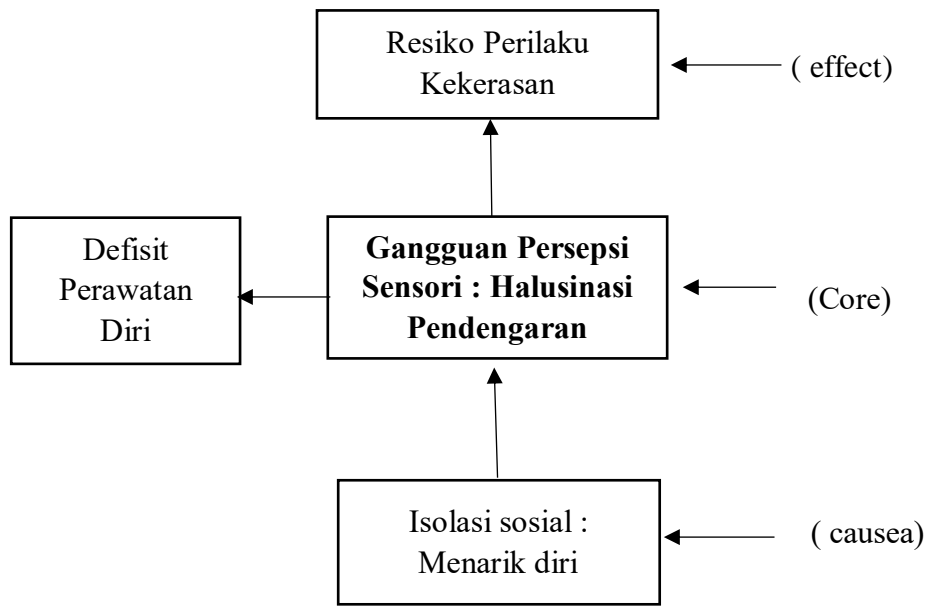 Resiko Perilaku
Kekerasan
( effect)
Defisit
Perawatan
Diri
Gangguan Persepsi
Sensori : Halusinasi
Pendengaran
(Core)
Isolasi sosial :
Menarik diri
( causea)